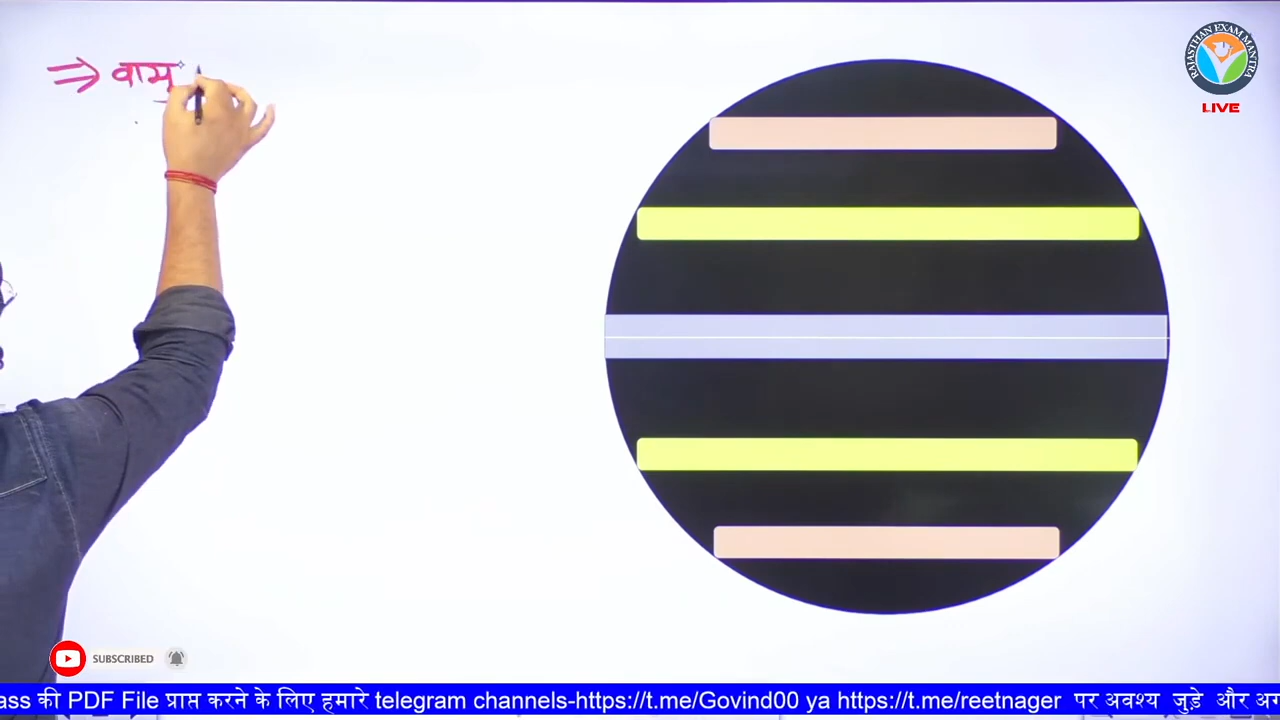 ⇒ वायु
RAJASTHAN EXAM MANTRA
LIVE
SUBSCRIBED
ass की PDF File प्राप्त करने के लिए हमारे telegram channels-https://t.me/Govind00 ya https://t.me/reetnager पर अवश्य जुड़े और अ